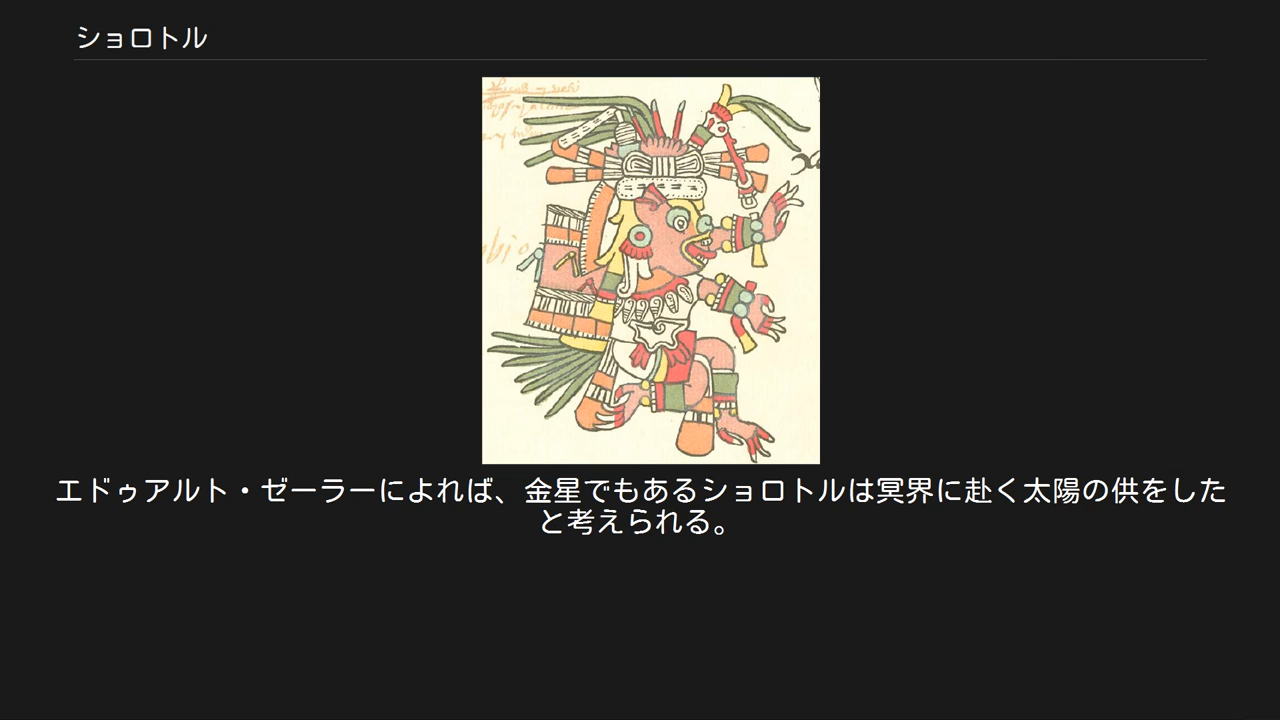 ショロトル
エドゥアルト・ゼーラーによれば、金星でもあるショロトルは冥界に赴く太陽の供をした
と考えられる。